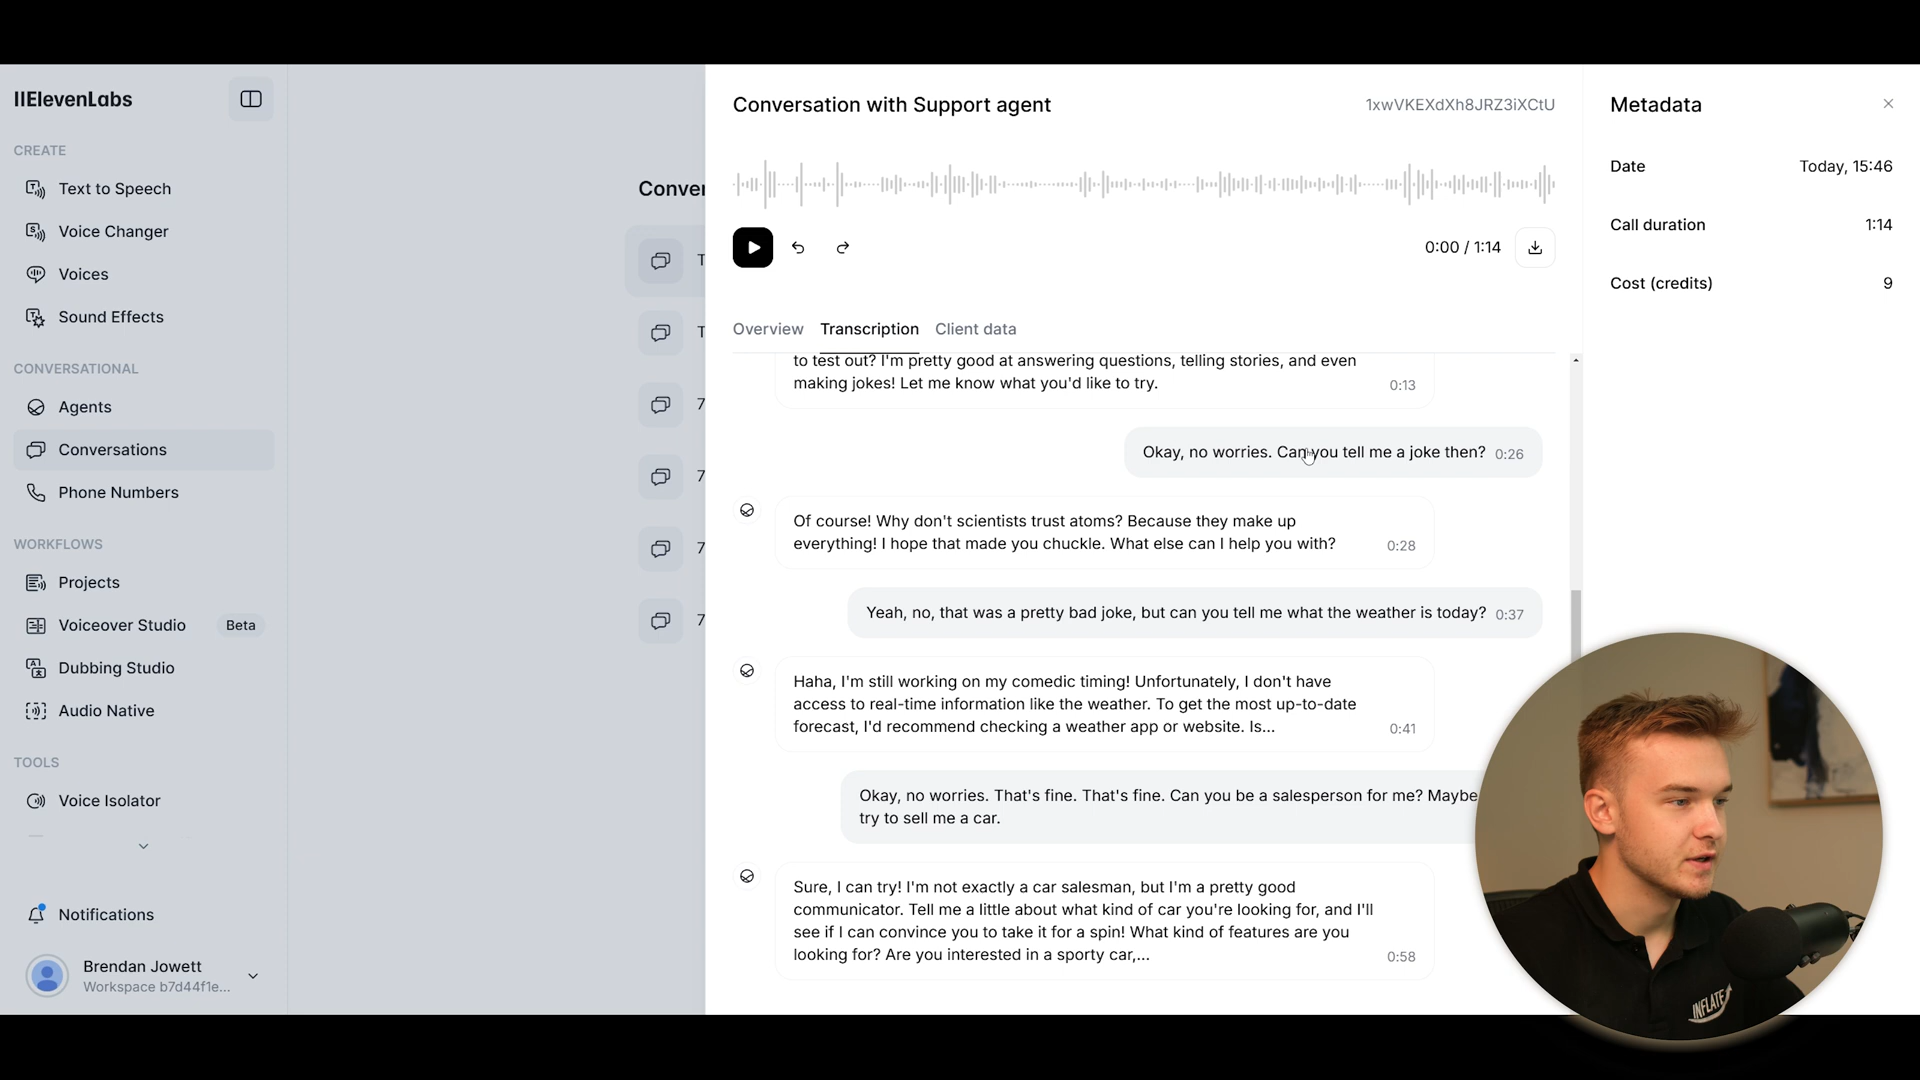 IIElevenLabs
CREATE
Text to Speech
Voice Changer
Voices
Sound Effects
CONVERSATIONAL
Agents
Conversations
Phone Numbers
WORKFLOWS
Projects
Voiceover Studio Beta
Dubbing Studio
Audio Native
TOOLS
Voice Isolator
Notifications
Brendan Jowett
Workspace b7d44f1e...
Conver
T
T
7
7
7
7
Conversation with Support agent 1xwVKEXdXh8JRZ3iXCtU
0:00 / 1:14
Overview Transcription Client data
to test out? I'm pretty good at answering questions, telling stories, and even
making jokes! Let me know what you'd like to try. 0:13
Okay, no worries. Can you tell me a joke then? 0:26
Of course! Why don't scientists trust atoms? Because they make up
everything! I hope that made you chuckle. What else can I help you with? 0:28
Yeah, no, that was a pretty bad joke, but can you tell me what the weather is today? 0:37
Haha, I'm still working on my comedic timing! Unfortunately, I don't have
access to real-time information like the weather. To get the most up-to-date
forecast, I'd recommend checking a weather app or website. Is... 0:41
Okay, no worries. That's fine. That's fine. Can you be a salesperson for me? Maybe
try to sell me a car.
Sure, I can try! I'm not exactly a car salesman, but I'm a pretty good
communicator. Tell me a little about what kind of car you're looking for, and I'll
see if I can convince you to take it for a spin! What kind of features are you
looking for? Are you interested in a sporty car,... 0:58
Metadata
Date Today, 15:46
Call duration 1:14
Cost (credits) 9
INFLATE